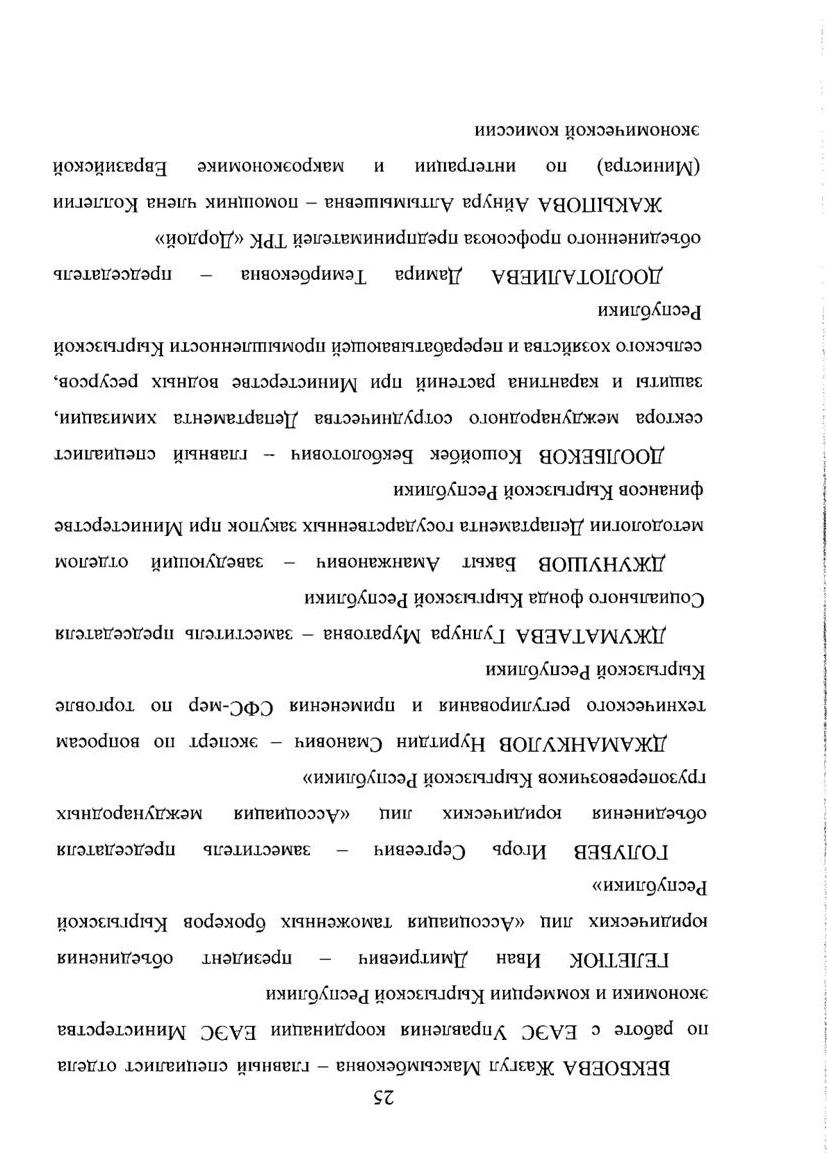 25
БЕКБОЕВА Жазгул Максымбековна – главный специалист отдела
по работе с ЕАЭС Управления координации ЕАЭС Министерства
экономики и коммерции Кыргызской Республики
ГЕЛЕТЮК Иван Дмитриевич – президент объединения
юридических лиц «Ассоциация таможенных брокеров Кыргызской
Республики»
ГОЛУБЕВ Игорь Сергеевич – заместитель председателя
объединения юридических лиц «Ассоциация международных
грузоперевозчиков Кыргызской Республики»
ДЖАМАНКУЛОВ Нуритдин Сманович – эксперт по вопросам
технического регулирования и применения СФС-мер по торговле
Кыргызской Республики
ДЖУМАТАЕВА Гулнура Муратовна – заместитель председателя
Социального фонда Кыргызской Республики
ДЖУНУШОВ Бакыт Аманжанович – заведующий отделом
методологии Департамента государственных закупок при Министерстве
финансов Кыргызской Республики
ДООЛБЕКОВ Кошойбек Бекболотович – главный специалист
сектора международного сотрудничества Департамента химизации,
защиты и карантина растений при Министерстве водных ресурсов,
сельского хозяйства и перерабатывающей промышленности Кыргызской
Республики
ДООЛОТАЛИЕВА Дамира Темирбековна – председатель
объединенного профсоюза предпринимателей ТРК «Дордой»
ЖАКЫПОВА Айнура Алтымышевна – помощник члена Коллегии
(Министра) по интеграции и макроэкономике Евразийской
экономической комиссии